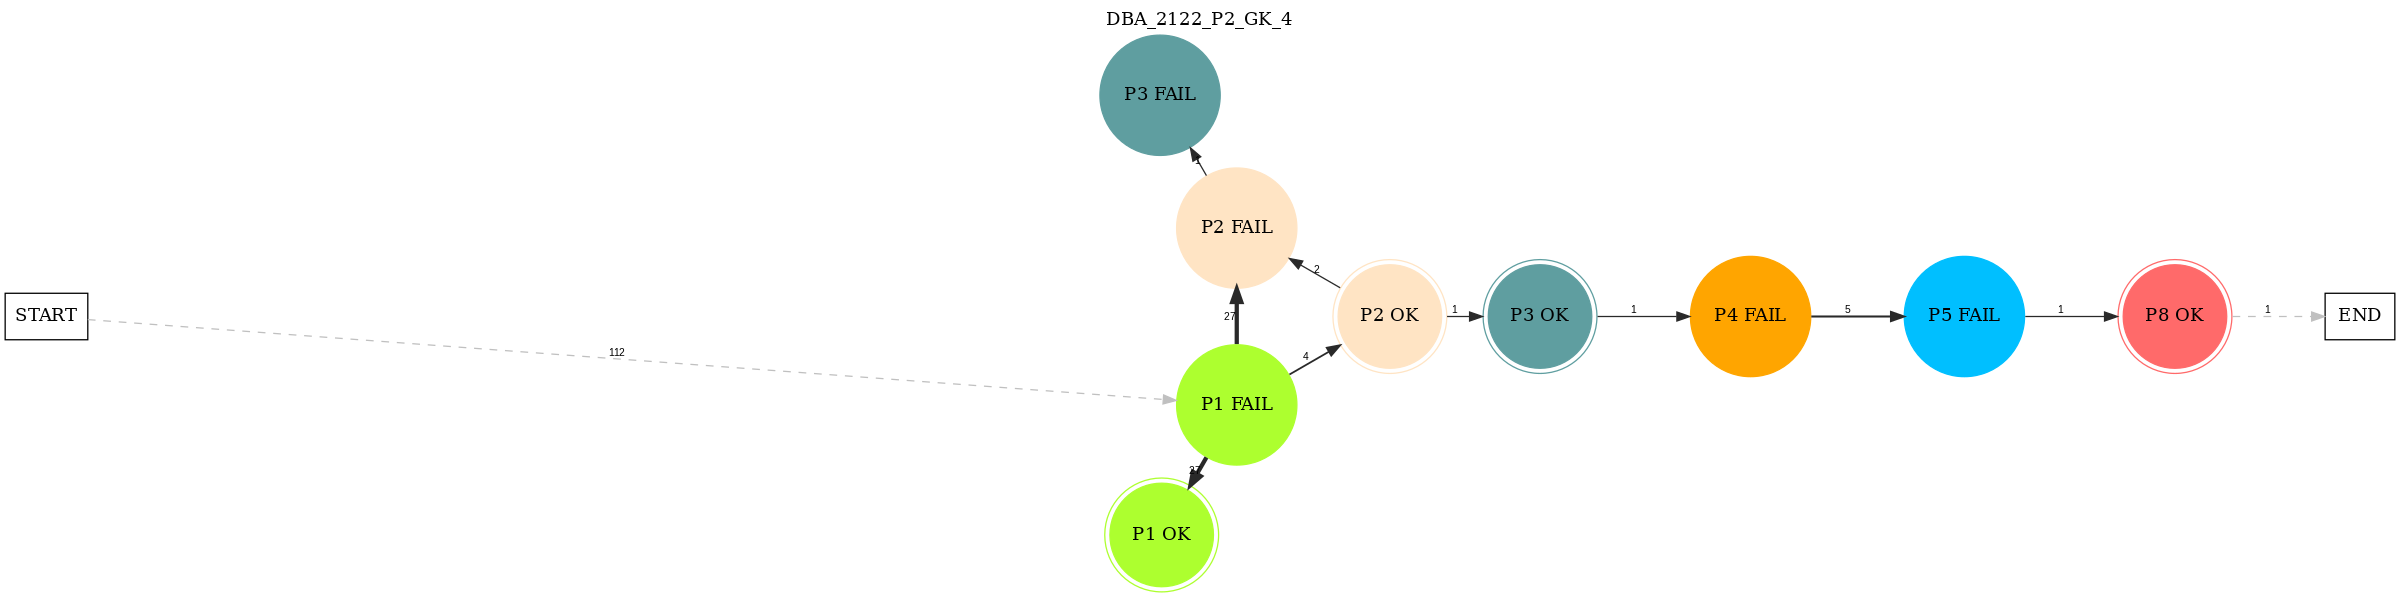 DBA_2122_P2_GK_4
P3 FAIL
1
P2 FAIL
2
27
START
112
4
P2 OK
1
P3 OK
1
P4 FAIL
5
P5 FAIL
1
P8 OK
1
END
P1 FAIL
P1 OK